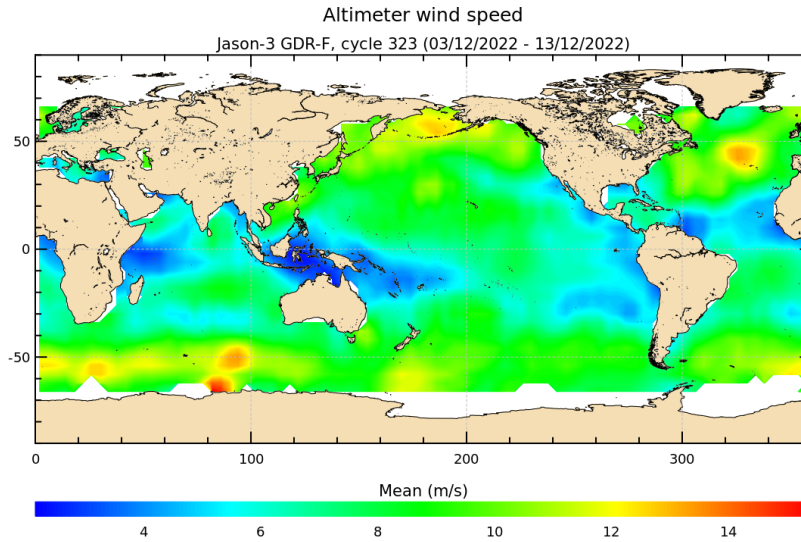 Altimeter wind speed
Jason-3 GDR-F, cycle 323 (03/12/2022 - 13/12/2022)
50
0
-50
0 100 200 300
Mean (m/s)
4 6 8 10 12 14